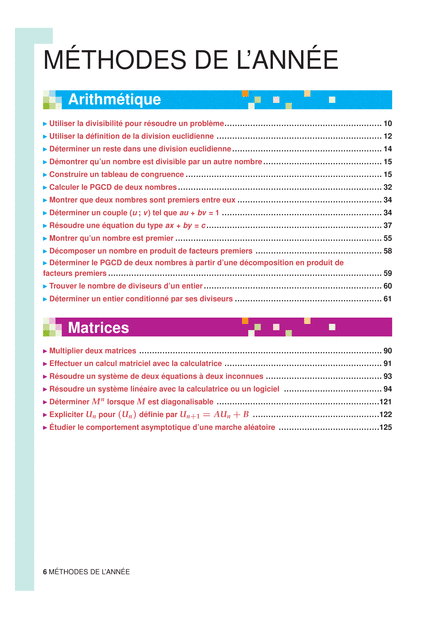 MÉTHODES DE L'ANNÉE
Arithmétique
▸ Utiliser la divisibilité pour résoudre un problème ........ 10
▸ Utiliser la définition de la division euclidienne ........ 12
▸ Déterminer un reste dans une division euclidienne ........ 14
▸ Démontrer qu'un nombre est divisible par un autre nombre ........ 15
▸ Construire un tableau de congruence ........ 15
▸ Calculer le PGCD de deux nombres ........ 32
▸ Montrer que deux nombres sont premiers entre eux ........ 34
▸ Déterminer un couple (u ; v) tel que au + bv = 1 ........ 34
▸ Résoudre une équation du type ax + by = c ........ 37
▸ Montrer qu'un nombre est premier ........ 55
▸ Décomposer un nombre en produit de facteurs premiers ........ 58
▸ Déterminer le PGCD de deux nombres à partir d'une décomposition en produit de
facteurs premiers ........ 59
▸ Trouver le nombre de diviseurs d'un entier ........ 60
▸ Déterminer un entier conditionné par ses diviseurs ........ 61
Matrices
▸ Multiplier deux matrices ........ 90
▸ Effectuer un calcul matriciel avec la calculatrice ........ 91
▸ Résoudre un système de deux équations à deux inconnues ........ 93
▸ Résoudre un système linéaire avec la calculatrice ou un logiciel ........ 94
▸ Déterminer Mⁿ lorsque M est diagonalisable ........ 121
▸ Expliciter Uₙ pour (Uₙ) définie par Uₙ₊₁ = AUₙ + B ........ 122
▸ Étudier le comportement asymptotique d'une marche aléatoire ........ 125
6 MÉTHODES DE L'ANNÉE